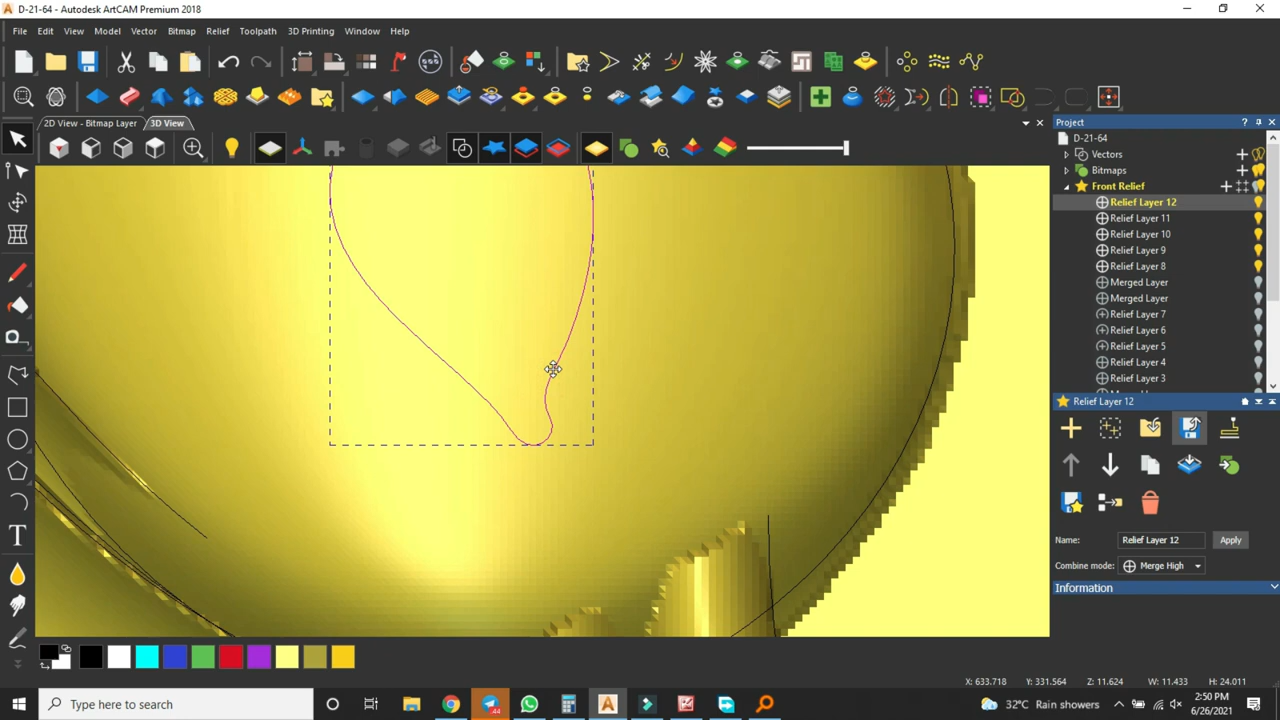 D-21-64 - Autodesk ArtCAM Premium 2018
File Edit View Model Vector Bitmap Relief Toolpath 3D Printing Window Help
2D View - Bitmap Layer 3D View
Project
D-21-64
Vectors
Bitmaps
Front Relief
Relief Layer 12
Relief Layer 11
Relief Layer 10
Relief Layer 9
Relief Layer 8
Merged Layer
Merged Layer
Relief Layer 7
Relief Layer 6
Relief Layer 5
Relief Layer 4
Relief Layer 3
Relief Layer 12
Name: Relief Layer 12 Apply
Combine mode: Merge High
Information
X: 633.718 Y: 331.564 Z: 11.624 W: 11.433 H: 24.011
Type here to search
44
32°C Rain showers
2:50 PM
6/26/2021